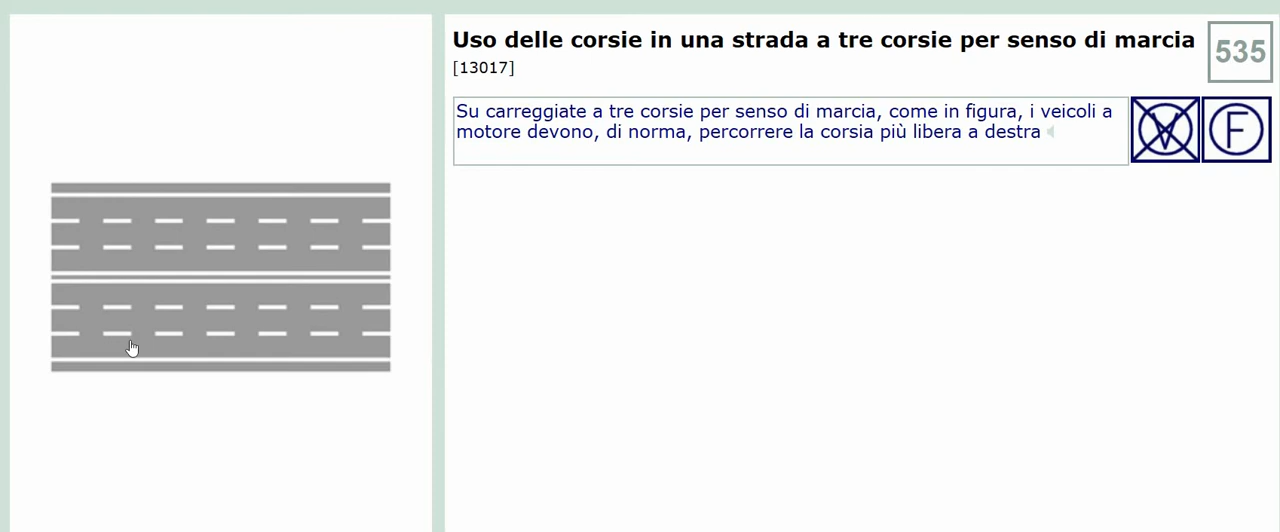 Uso delle corsie in una strada a tre corsie per senso di marcia
535
[13017]
Su carreggiate a tre corsie per senso di marcia, come in figura, i veicoli a
motore devono, di norma, percorrere la corsia più libera a destra
V F